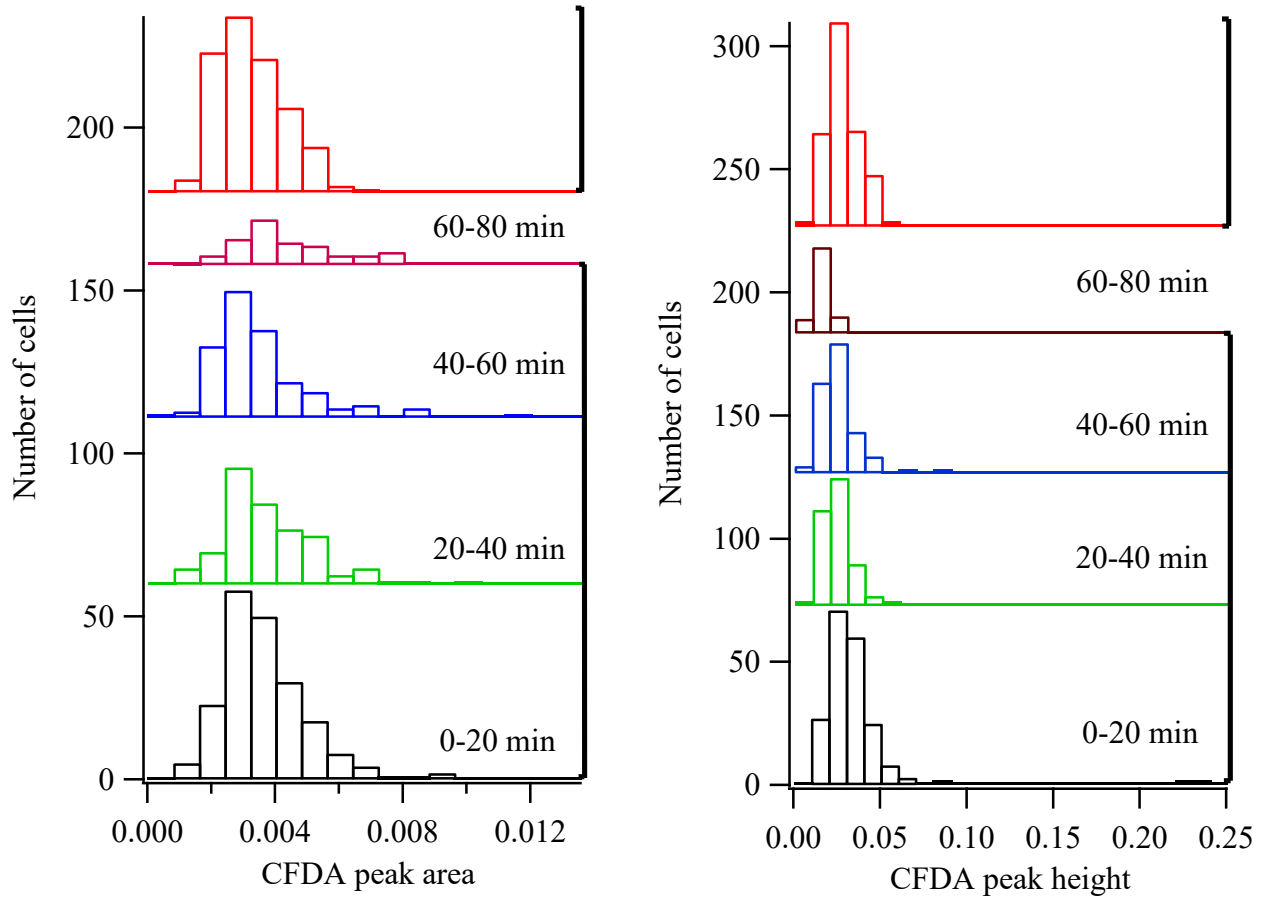 200
150
100
50
0
Number of cells
60-80 min
40-60 min
20-40 min
0-20 min
0.000 0.004 0.008 0.012
CFDA peak area
300
250
200
150
100
50
0
Number of cells
60-80 min
40-60 min
20-40 min
0-20 min
0.00 0.05 0.10 0.15 0.20 0.25
CFDA peak height